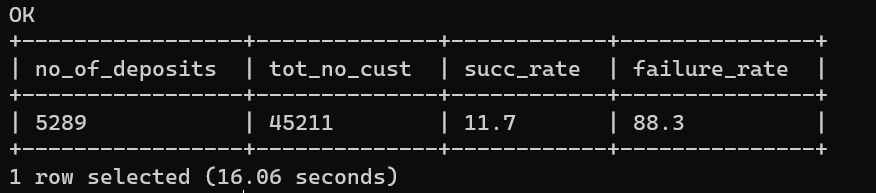 OK
+-----------------+--------------+------------+---------------+
| no_of_deposits  | tot_no_cust  | succ_rate  | failure_rate  |
+-----------------+--------------+------------+---------------+
| 5289            | 45211        | 11.7       | 88.3          |
+-----------------+--------------+------------+---------------+
1 row selected (16.06 seconds)